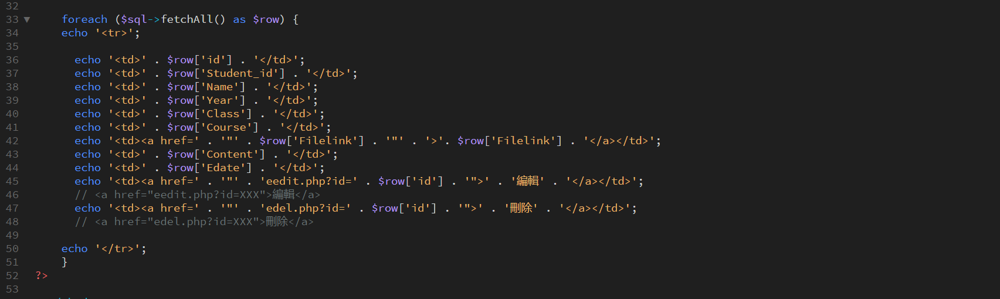 32
33 ▼ foreach ($sql->fetchAll() as $row) {
34 echo '<tr>';
35
36 echo '<td>' . $row['id'] . '</td>';
37 echo '<td>' . $row['Student_id'] . '</td>';
38 echo '<td>' . $row['Name'] . '</td>';
39 echo '<td>' . $row['Year'] . '</td>';
40 echo '<td>' . $row['Class'] . '</td>';
41 echo '<td>' . $row['Course'] . '</td>';
42 echo '<td><a href=' . '"' . $row['Filelink'] . '"' . '>'. $row['Filelink'] . '</a></td>';
43 echo '<td>' . $row['Content'] . '</td>';
44 echo '<td>' . $row['Edate'] . '</td>';
45 echo '<td><a href=' . '"' . 'eedit.php?id=' . $row['id'] . '">' . '編輯' . '</a></td>';
46 // <a href="eedit.php?id=XXX">編輯</a>
47 echo '<td><a href=' . '"' . 'edel.php?id=' . $row['id'] . '">' . '刪除' . '</a></td>';
48 // <a href="edel.php?id=XXX">刪除</a>
49
50 echo '</tr>';
51 }
52 ?>
53